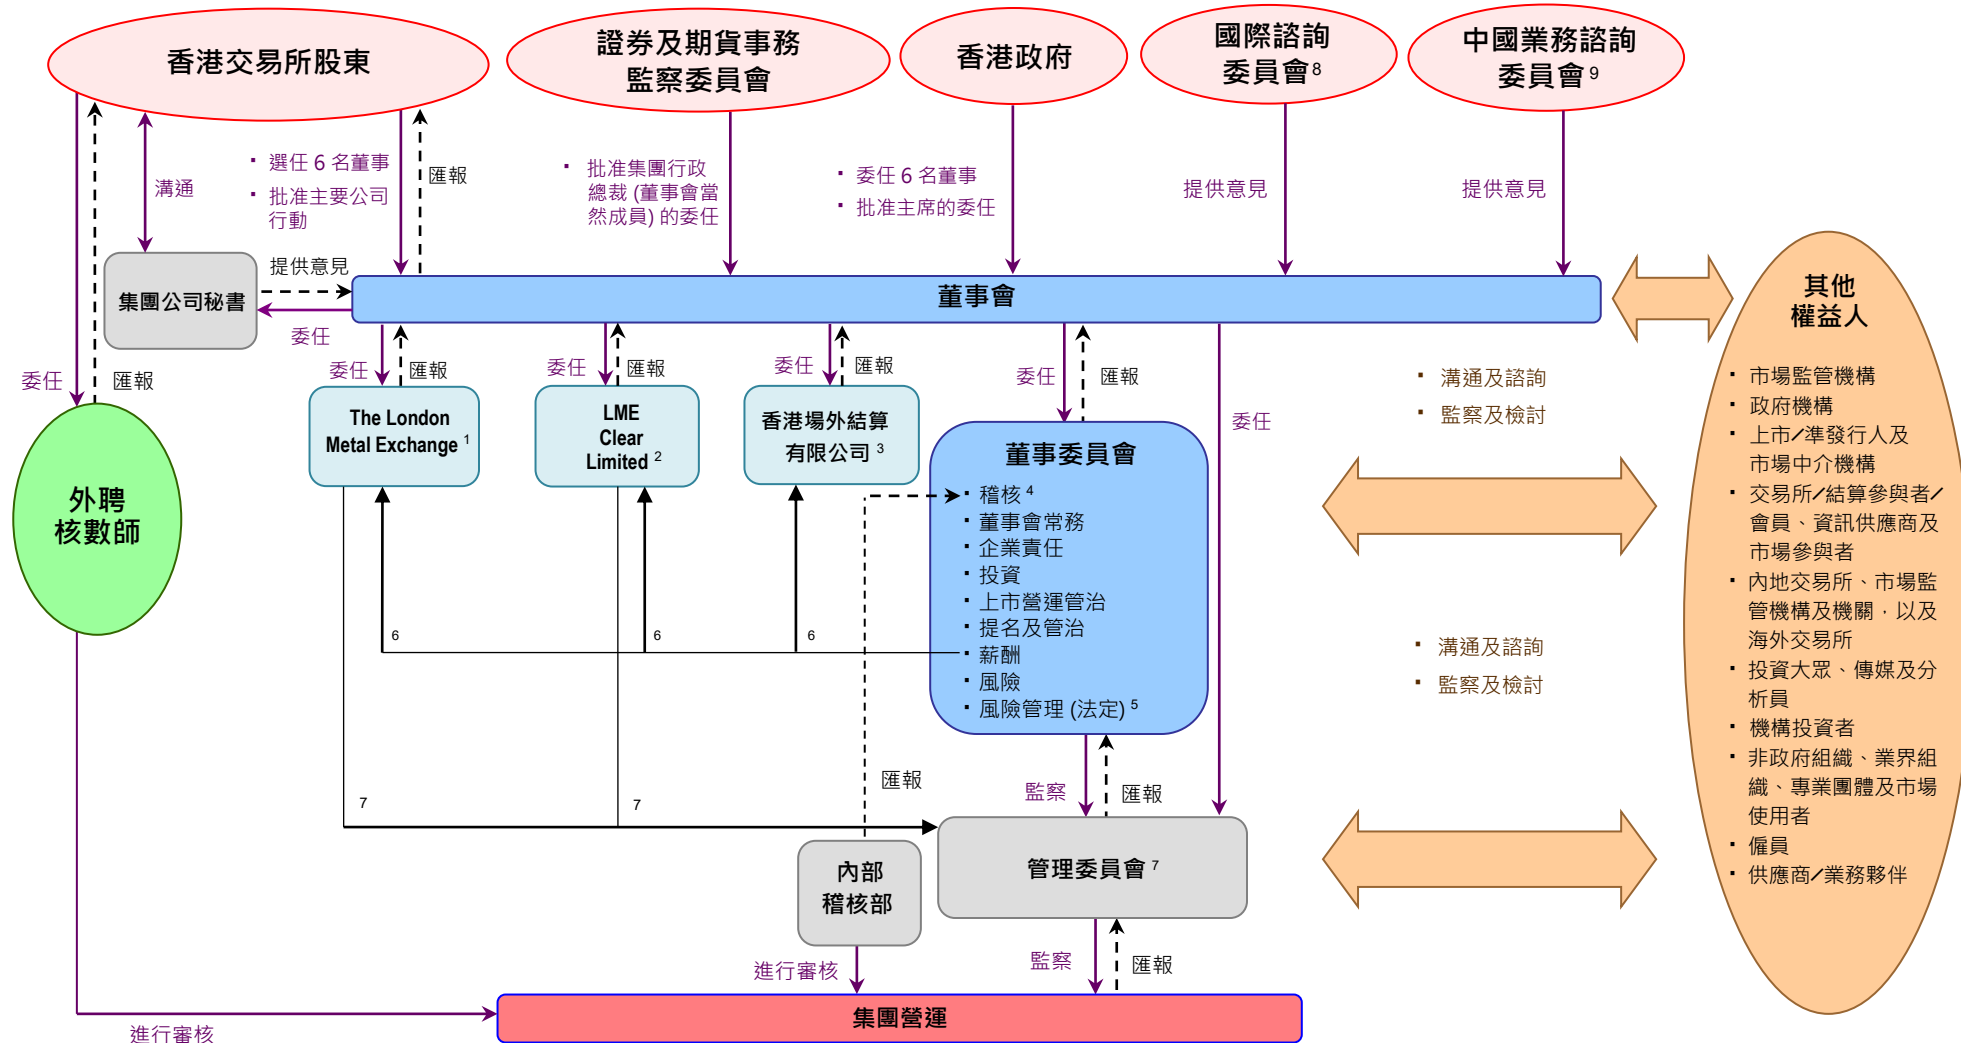 香港交易所股東
證券及期貨事務
監察委員會
香港政府
國際諮詢
委員會 8
中國業務諮詢
委員會 9
溝通
▪ 選任 6 名董事
▪ 批准主要公司
行動
匯報
▪ 批准集團行政
總裁 (董事會當
然成員) 的委任
▪ 委任 6 名董事
▪ 批准主席的委任
提供意見
提供意見
集團公司秘書
提供意見
委任
董事會
其他
權益人
委任
匯報
委任
匯報
委任
匯報
委任
匯報
委任
匯報
委任
The London
Metal Exchange 1
LME
Clear
Limited 2
香港場外結算
有限公司 3
董事委員會
▪ 稽核 4
▪ 董事會常務
▪ 企業責任
▪ 投資
▪ 上市營運管治
▪ 提名及管治
▪ 薪酬
▪ 風險
▪ 風險管理 (法定) 5
▪ 溝通及諮詢
▪ 監察及檢討
▪ 市場監管機構
▪ 政府機構
▪ 上市／準發行人及
市場中介機構
▪ 交易所／結算參與者／
會員、資訊供應商及
市場參與者
▪ 內地交易所、市場監
管機構及機關，以及
海外交易所
▪ 投資大眾、傳媒及分
析員
▪ 機構投資者
▪ 非政府組織、業界組
織、專業團體及市場
使用者
▪ 僱員
▪ 供應商／業務夥伴
外聘
核數師
6
6
6
▪ 溝通及諮詢
▪ 監察及檢討
7
7
匯報
監察
匯報
管理委員會 7
內部
稽核部
進行審核
監察
匯報
集團營運
進行審核